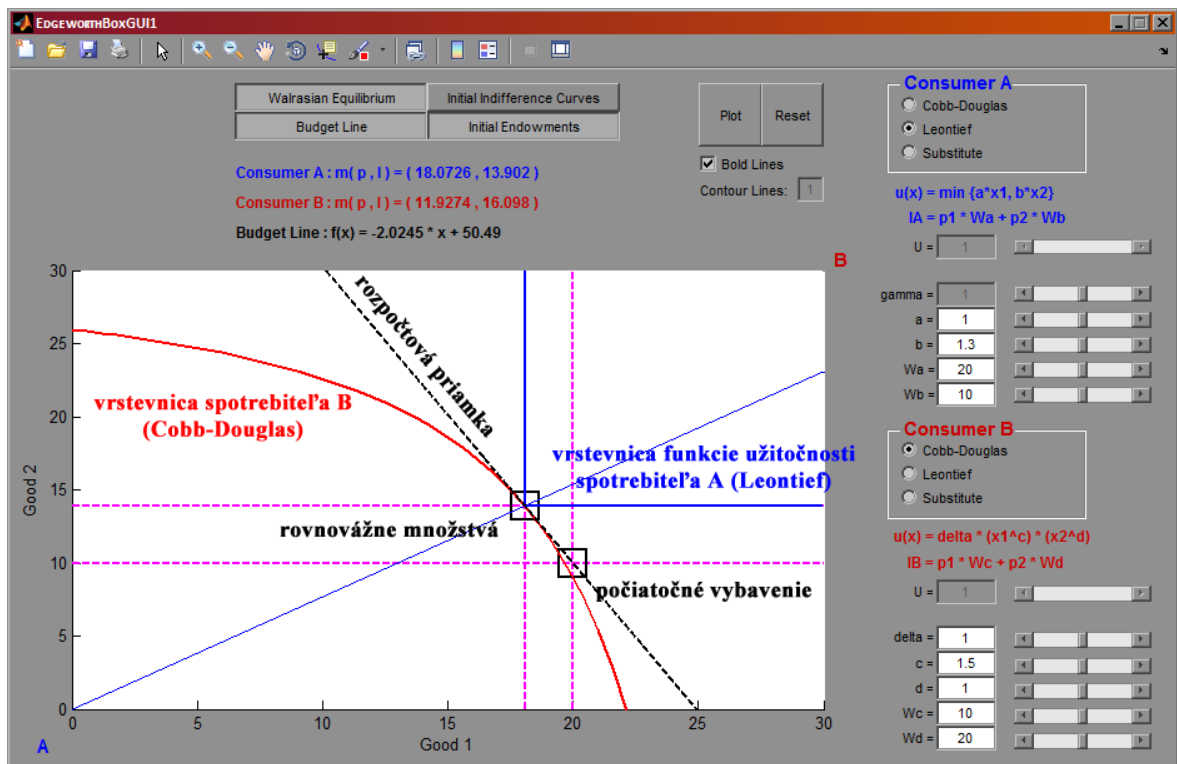 EDGEWORTHBOXGUI1
Walrasian Equilibrium
Initial Indifference Curves
Budget Line
Initial Endowments
Plot
Reset
Bold Lines
Contour Lines: 1
Consumer A : m( p , I ) = ( 18.0726 , 13.902 )
Consumer B : m( p , I ) = ( 11.9274 , 16.098 )
Budget Line : f(x) = -2.0245 * x + 50.49
Consumer A
Cobb-Douglas
Leontief
Substitute
u(x) = min {a*x1, b*x2}
IA = p1 * Wa + p2 * Wb
U = 1
gamma = 1
a = 1
b = 1.3
Wa = 20
Wb = 10
Consumer B
Cobb-Douglas
Leontief
Substitute
u(x) = delta * (x1^c) * (x2^d)
IB = p1 * Wc + p2 * Wd
U = 1
delta = 1
c = 1.5
d = 1
Wc = 10
Wd = 20
B
30
25
20
15
10
5
0
Good 2
rozpočtová priamka
vrstevnica spotrebiteľa B
(Cobb-Douglas)
vrstevnica funkcie užitočnosti
spotrebiteľa A (Leontief)
rovnovážne množstvá
počiatočné vybavenie
0 5 10 15 20 25 30
Good 1
A